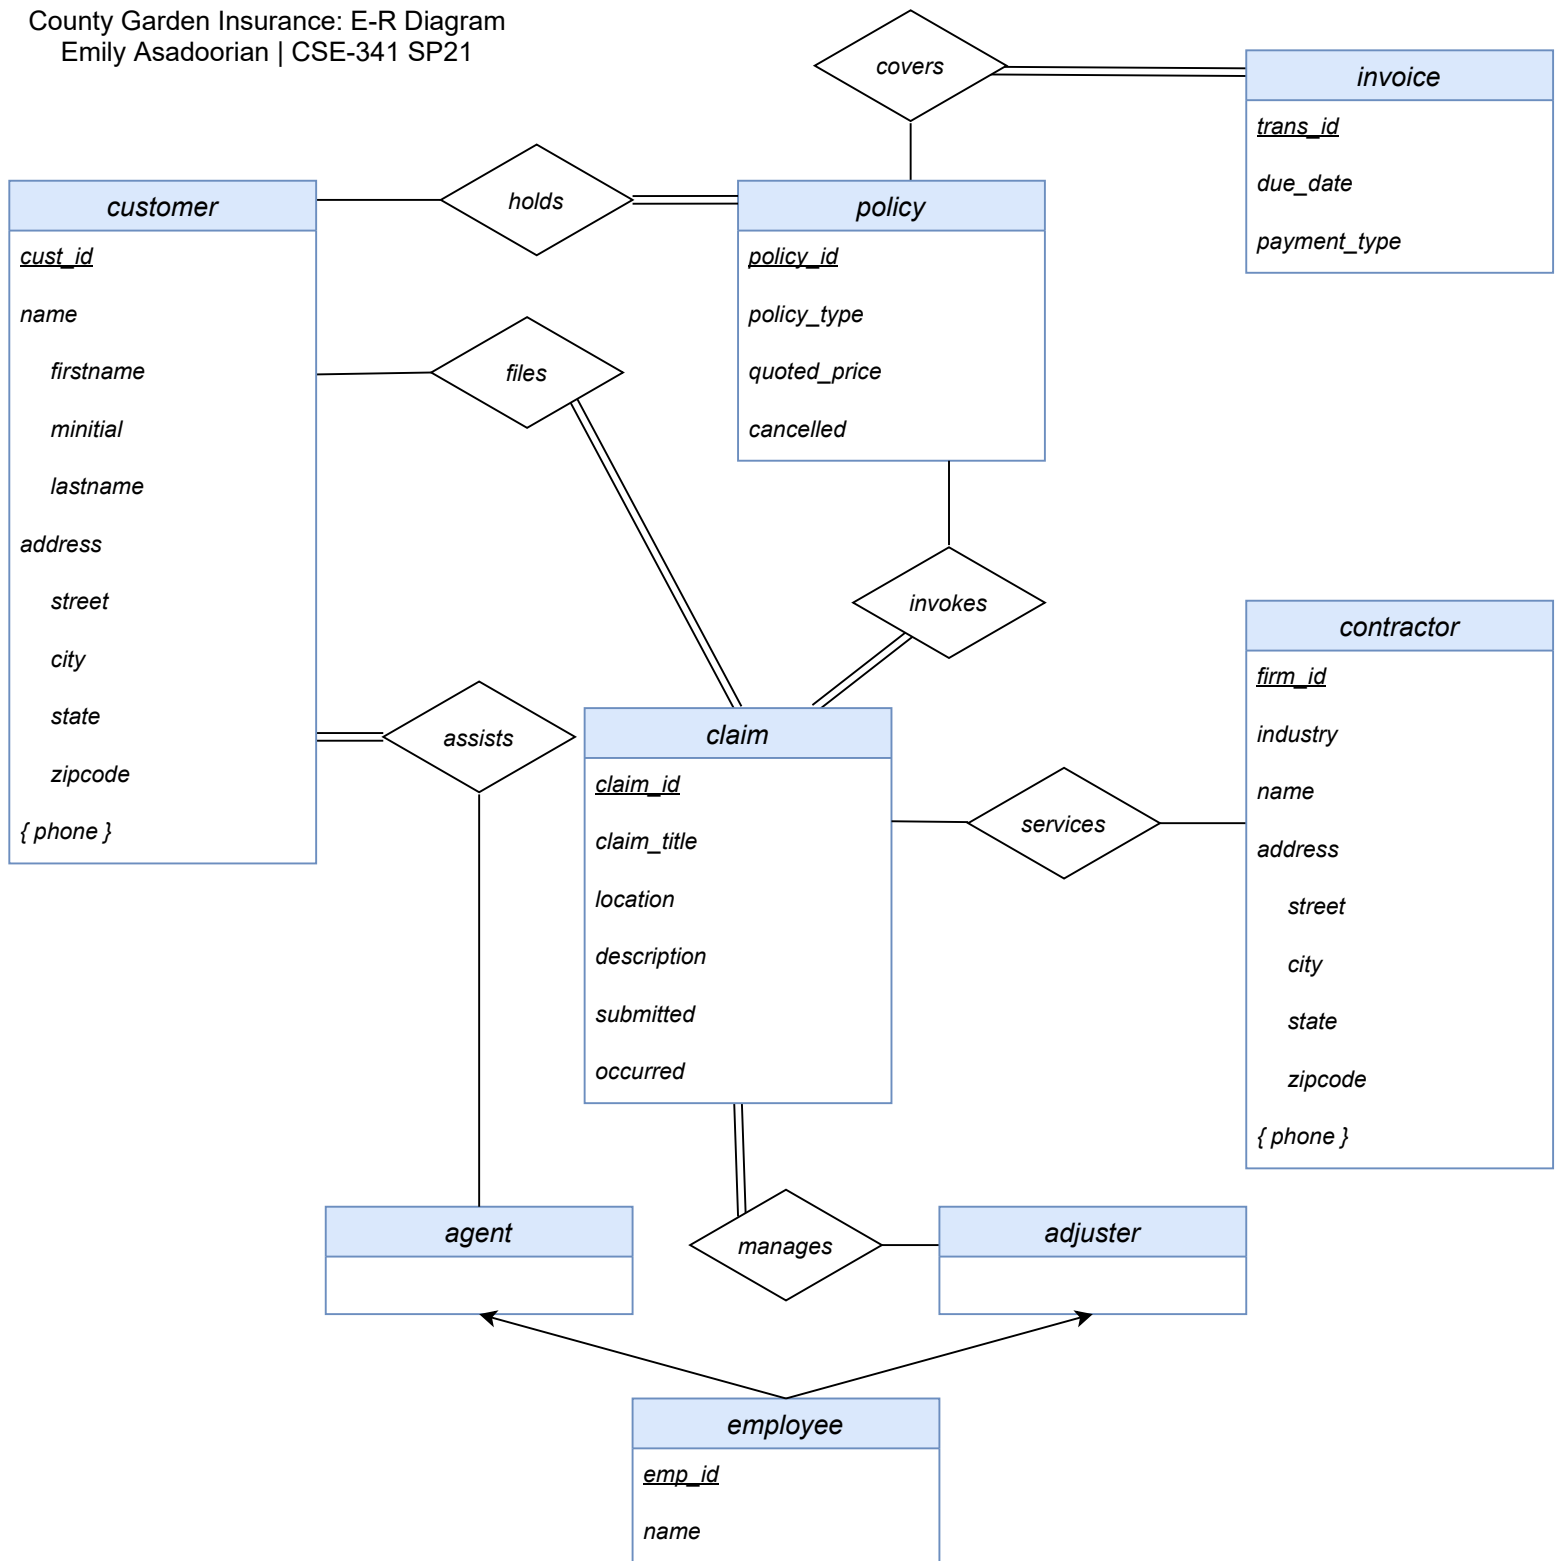 County Garden Insurance: E-R Diagram
Emily Asadoorian | CSE-341 SP21
covers
invoice
trans_id
due_date
payment_type
customer
cust_id
name
firstname
minitial
lastname
address
street
city
state
zipcode
{ phone }
holds
policy
policy_id
policy_type
quoted_price
cancelled
files
invokes
assists
claim
claim_id
claim_title
location
description
submitted
occurred
services
contractor
firm_id
industry
name
address
street
city
state
zipcode
{ phone }
agent
manages
adjuster
employee
emp_id
name